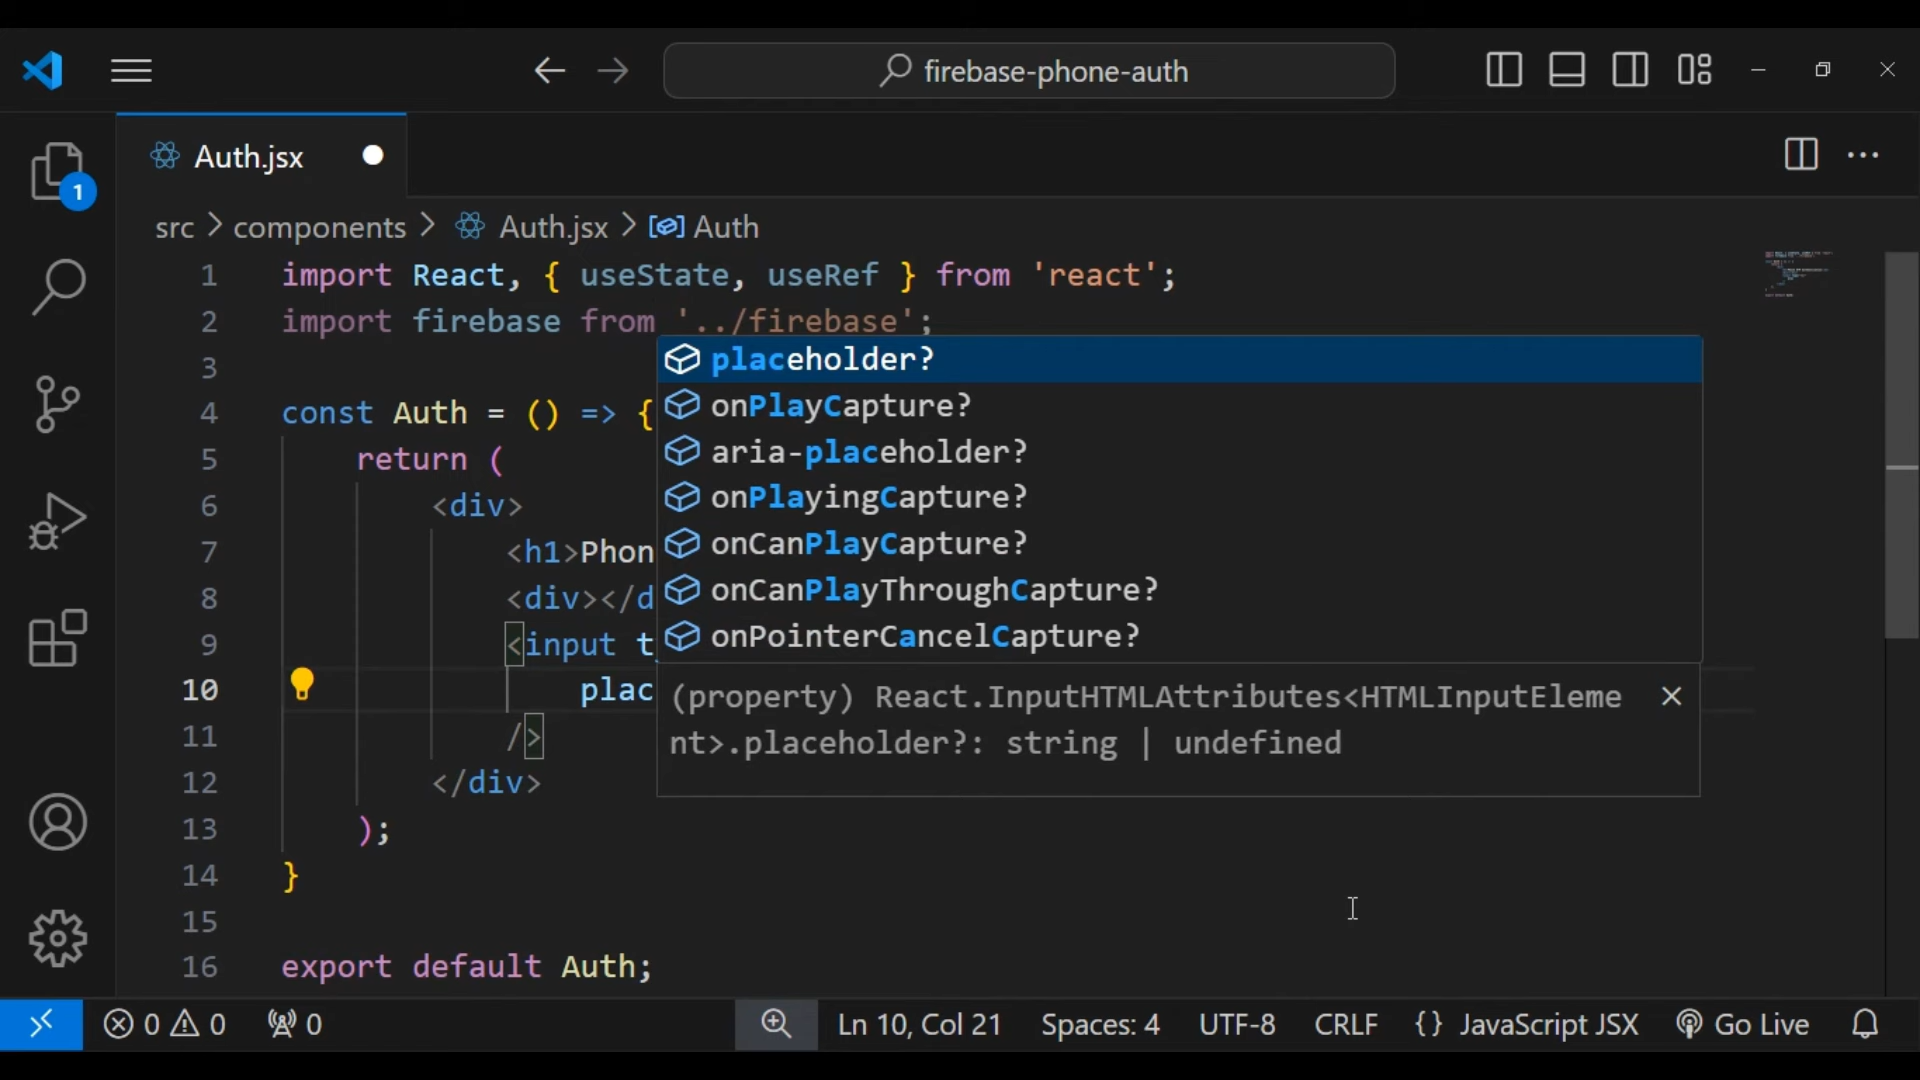 firebase-phone-auth
Auth.jsx
1
src > components > Auth.jsx > Auth
1 import React, { useState, useRef } from 'react';
2 import firebase from '../firebase';
3
4 const Auth = () => {
5 return (
6 <div>
7 <h1>Phon
8 <div></d
9 <input t
10 plac
11 />
12 </div>
13 );
14 }
15
16 export default Auth;
placeholder?
onPlayCapture?
aria-placeholder?
onPlayingCapture?
onCanPlayCapture?
onCanPlayThroughCapture?
onPointerCancelCapture?
(property) React.InputHTMLAttributes<HTMLInputEleme
nt>.placeholder?: string | undefined
0 0 0 Ln 10, Col 21 Spaces: 4 UTF-8 CRLF {} JavaScript JSX Go Live